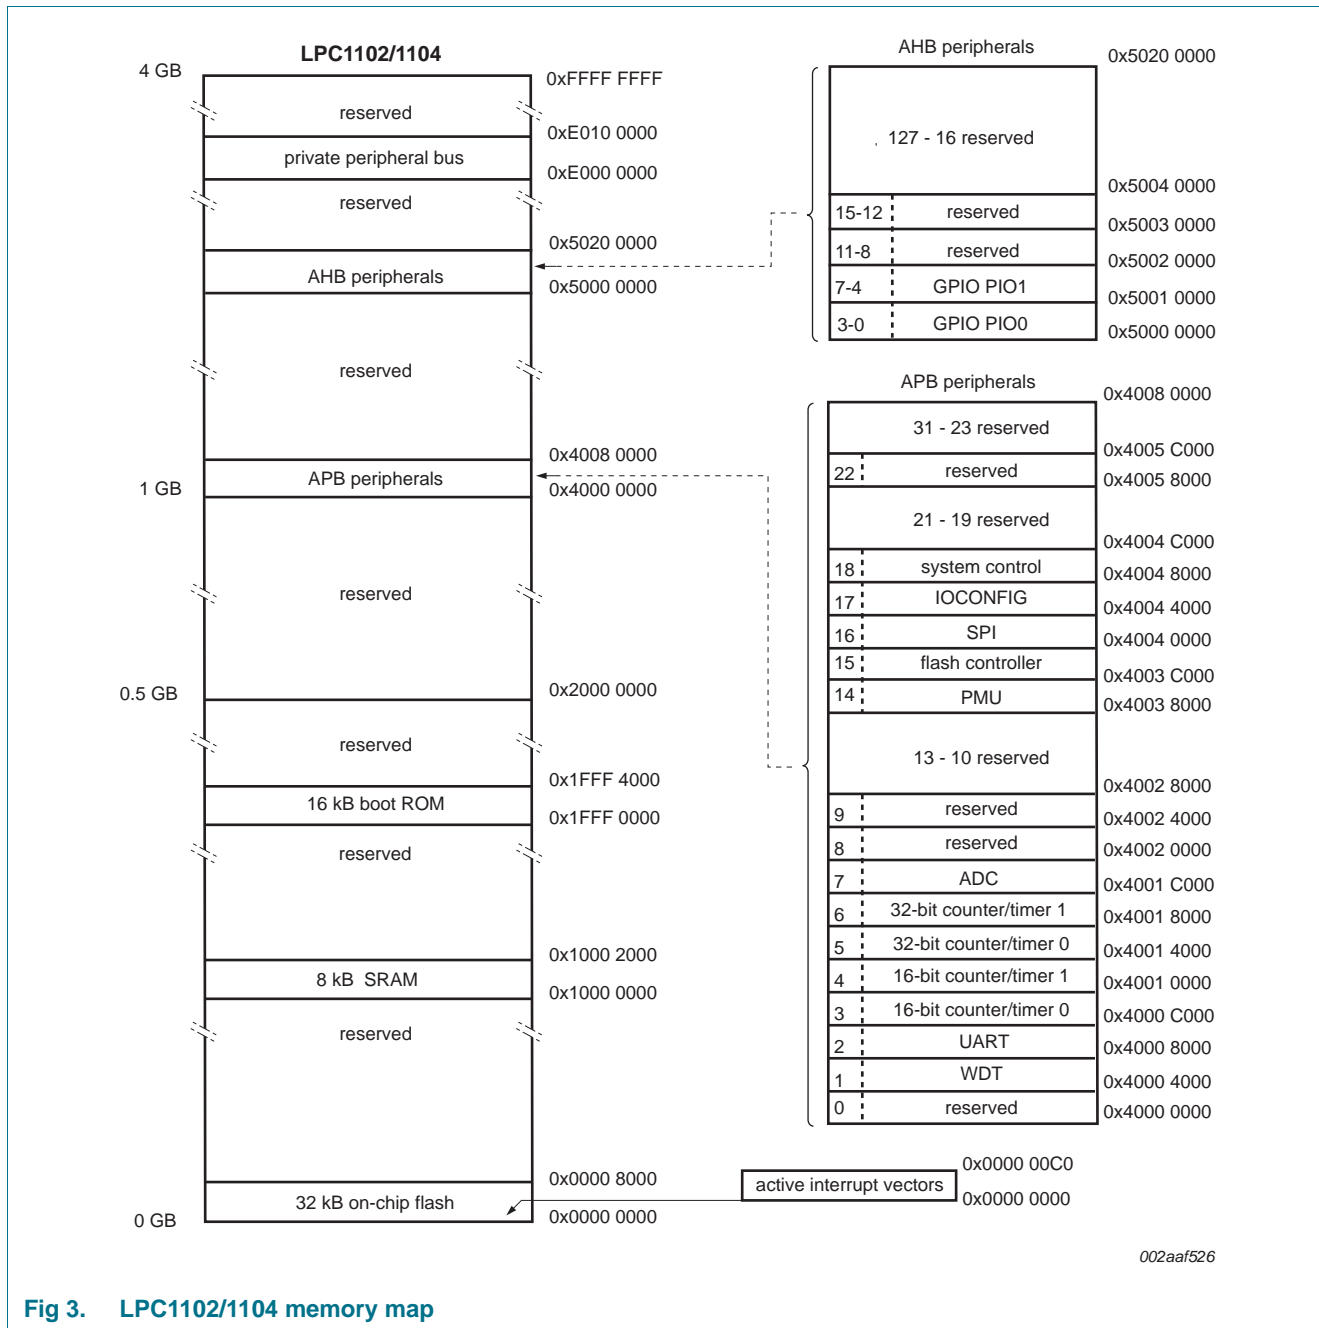 LPC1102/1104
4 GB
0xFFFF FFFF
reserved
0xE010 0000
private peripheral bus
0xE000 0000
reserved
0x5020 0000
AHB peripherals
0x5000 0000
reserved
0x4008 0000
APB peripherals
1 GB
0x4000 0000
reserved
0.5 GB
0x2000 0000
reserved
0x1FFF 4000
16 kB boot ROM
0x1FFF 0000
reserved
0x1000 2000
8 kB SRAM
0x1000 0000
reserved
0x0000 8000
32 kB on-chip flash
0 GB
0x0000 0000
AHB peripherals
0x5020 0000
127 - 16 reserved
0x5004 0000
15-12 reserved
0x5003 0000
11-8 reserved
0x5002 0000
7-4 GPIO PIO1
0x5001 0000
3-0 GPIO PIO0
0x5000 0000
APB peripherals
0x4008 0000
31 - 23 reserved
0x4005 C000
22 reserved
0x4005 8000
21 - 19 reserved
0x4004 C000
18 system control
0x4004 8000
17 IOCONFIG
0x4004 4000
16 SPI
0x4004 0000
15 flash controller
0x4003 C000
14 PMU
0x4003 8000
13 - 10 reserved
0x4002 8000
9 reserved
0x4002 4000
8 reserved
0x4002 0000
7 ADC
0x4001 C000
6 32-bit counter/timer 1
0x4001 8000
5 32-bit counter/timer 0
0x4001 4000
4 16-bit counter/timer 1
0x4001 0000
3 16-bit counter/timer 0
0x4000 C000
2 UART
0x4000 8000
1 WDT
0x4000 4000
0 reserved
0x4000 0000
0x0000 00C0
active interrupt vectors
0x0000 0000
002aaf526
Fig 3. LPC1102/1104 memory map